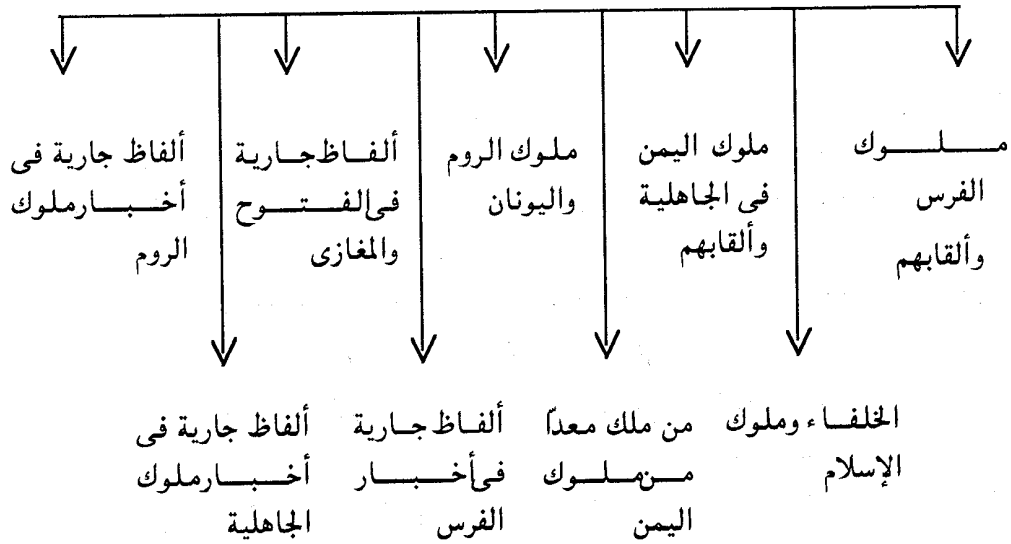 مـلـوك
الفرس
وألقابهم
ملوك اليمن
فى الجاهلية
وألقابهم
ملوك الروم
واليونان
ألفاظ جارية
فى الفتوح
والمغازى
ألفاظ جارية فى
أخبار ملوك
الروم
الخلفاء وملوك
الإسلام
من ملك معدّا
من ملوك
اليمن
ألفاظ جارية
فى أخبار
الفرس
ألفاظ جارية فى
أخبار ملوك
الجاهلية